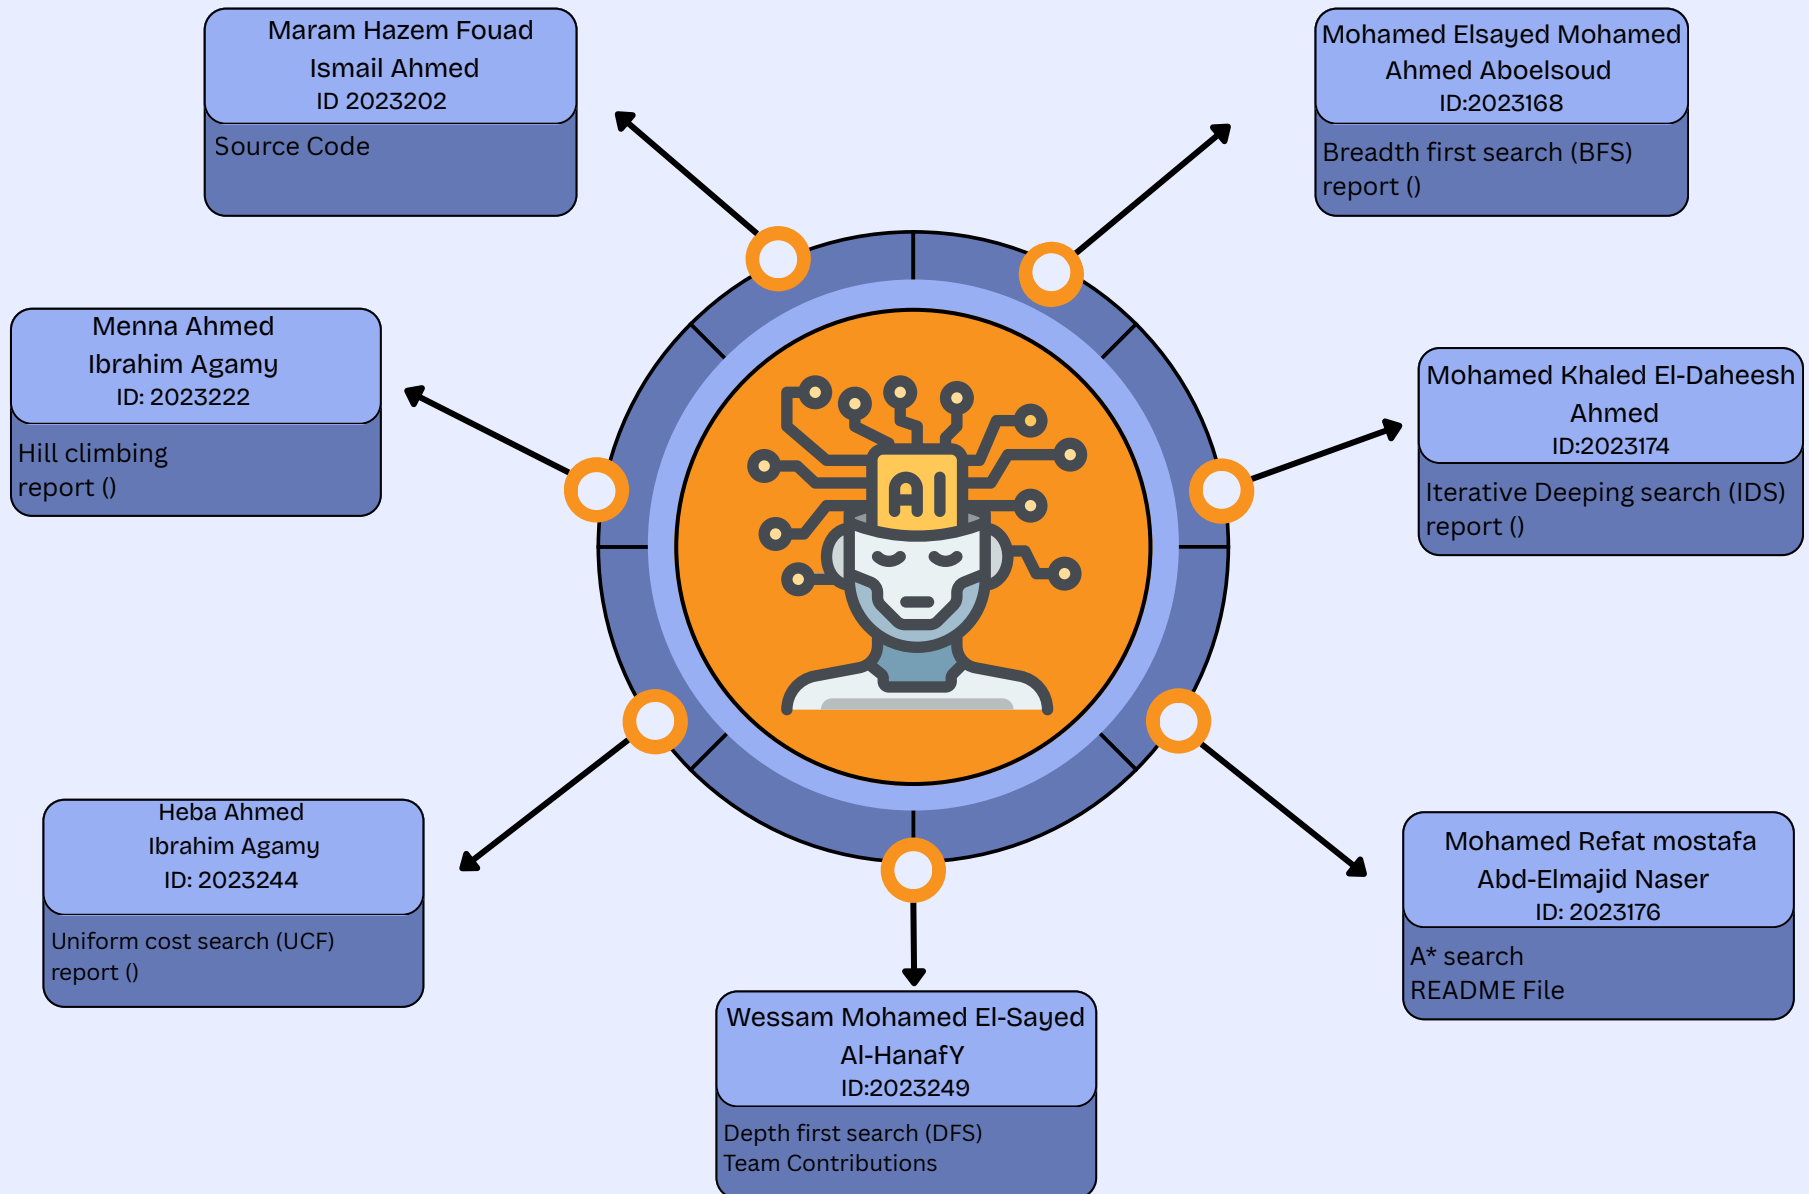 Maram Hazem Fouad
Ismail Ahmed
ID 2023202
Source Code
Mohamed Elsayed Mohamed
Ahmed Aboelsoud
ID:2023168
Breadth first search (BFS)
report ()
Menna Ahmed
Ibrahim Agamy
ID: 2023222
Hill climbing
report ()
Mohamed Khaled El-Daheesh
Ahmed
ID:2023174
Iterative Deeping search (IDS)
report ()
AI
Heba Ahmed
Ibrahim Agamy
ID: 2023244
Uniform cost search (UCF)
report ()
Mohamed Refat mostafa
Abd-Elmajid Naser
ID: 2023176
A* search
README File
Wessam Mohamed El-Sayed
Al-HanafY
ID:2023249
Depth first search (DFS)
Team Contributions